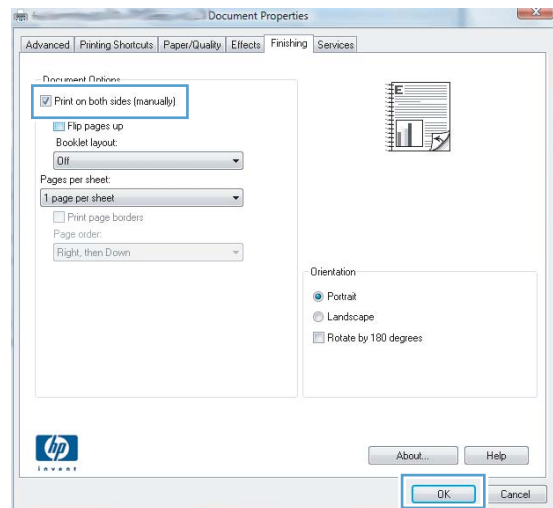 Document Properties
Advanced Printing Shortcuts Paper/Quality Effects Finishing Services
Document Options
Print on both sides (manually)
Flip pages up
Booklet layout:
Off
Pages per sheet:
1 page per sheet
Print page borders
Page order:
Right, then Down
E
Orientation
Portrait
Landscape
Rotate by 180 degrees
hp
invent
About... Help
OK Cancel